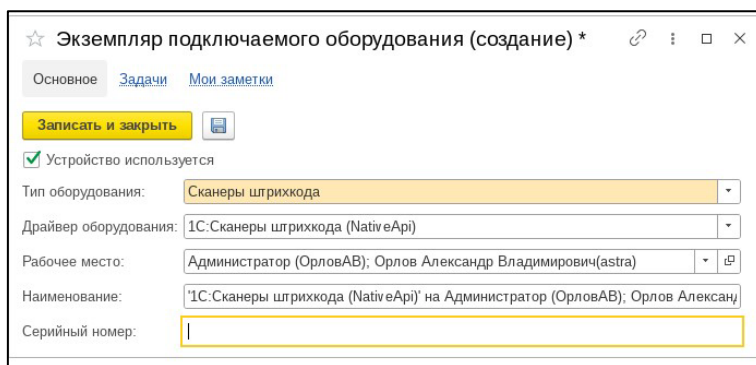 Экземпляр подключаемого оборудования (создание) *
Основное Задачи Мои заметки
Записать и закрыть
Устройство используется
Тип оборудования: Сканеры штрихкода
Драйвер оборудования: 1С:Сканеры штрихкода (NativeApi)
Рабочее место: Администратор (ОрловАВ); Орлов Александр Владимирович(astra)
Наименование: '1С:Сканеры штрихкода (NativeApi)' на Администратор (ОрловАВ); Орлов Алексан
Серийный номер: